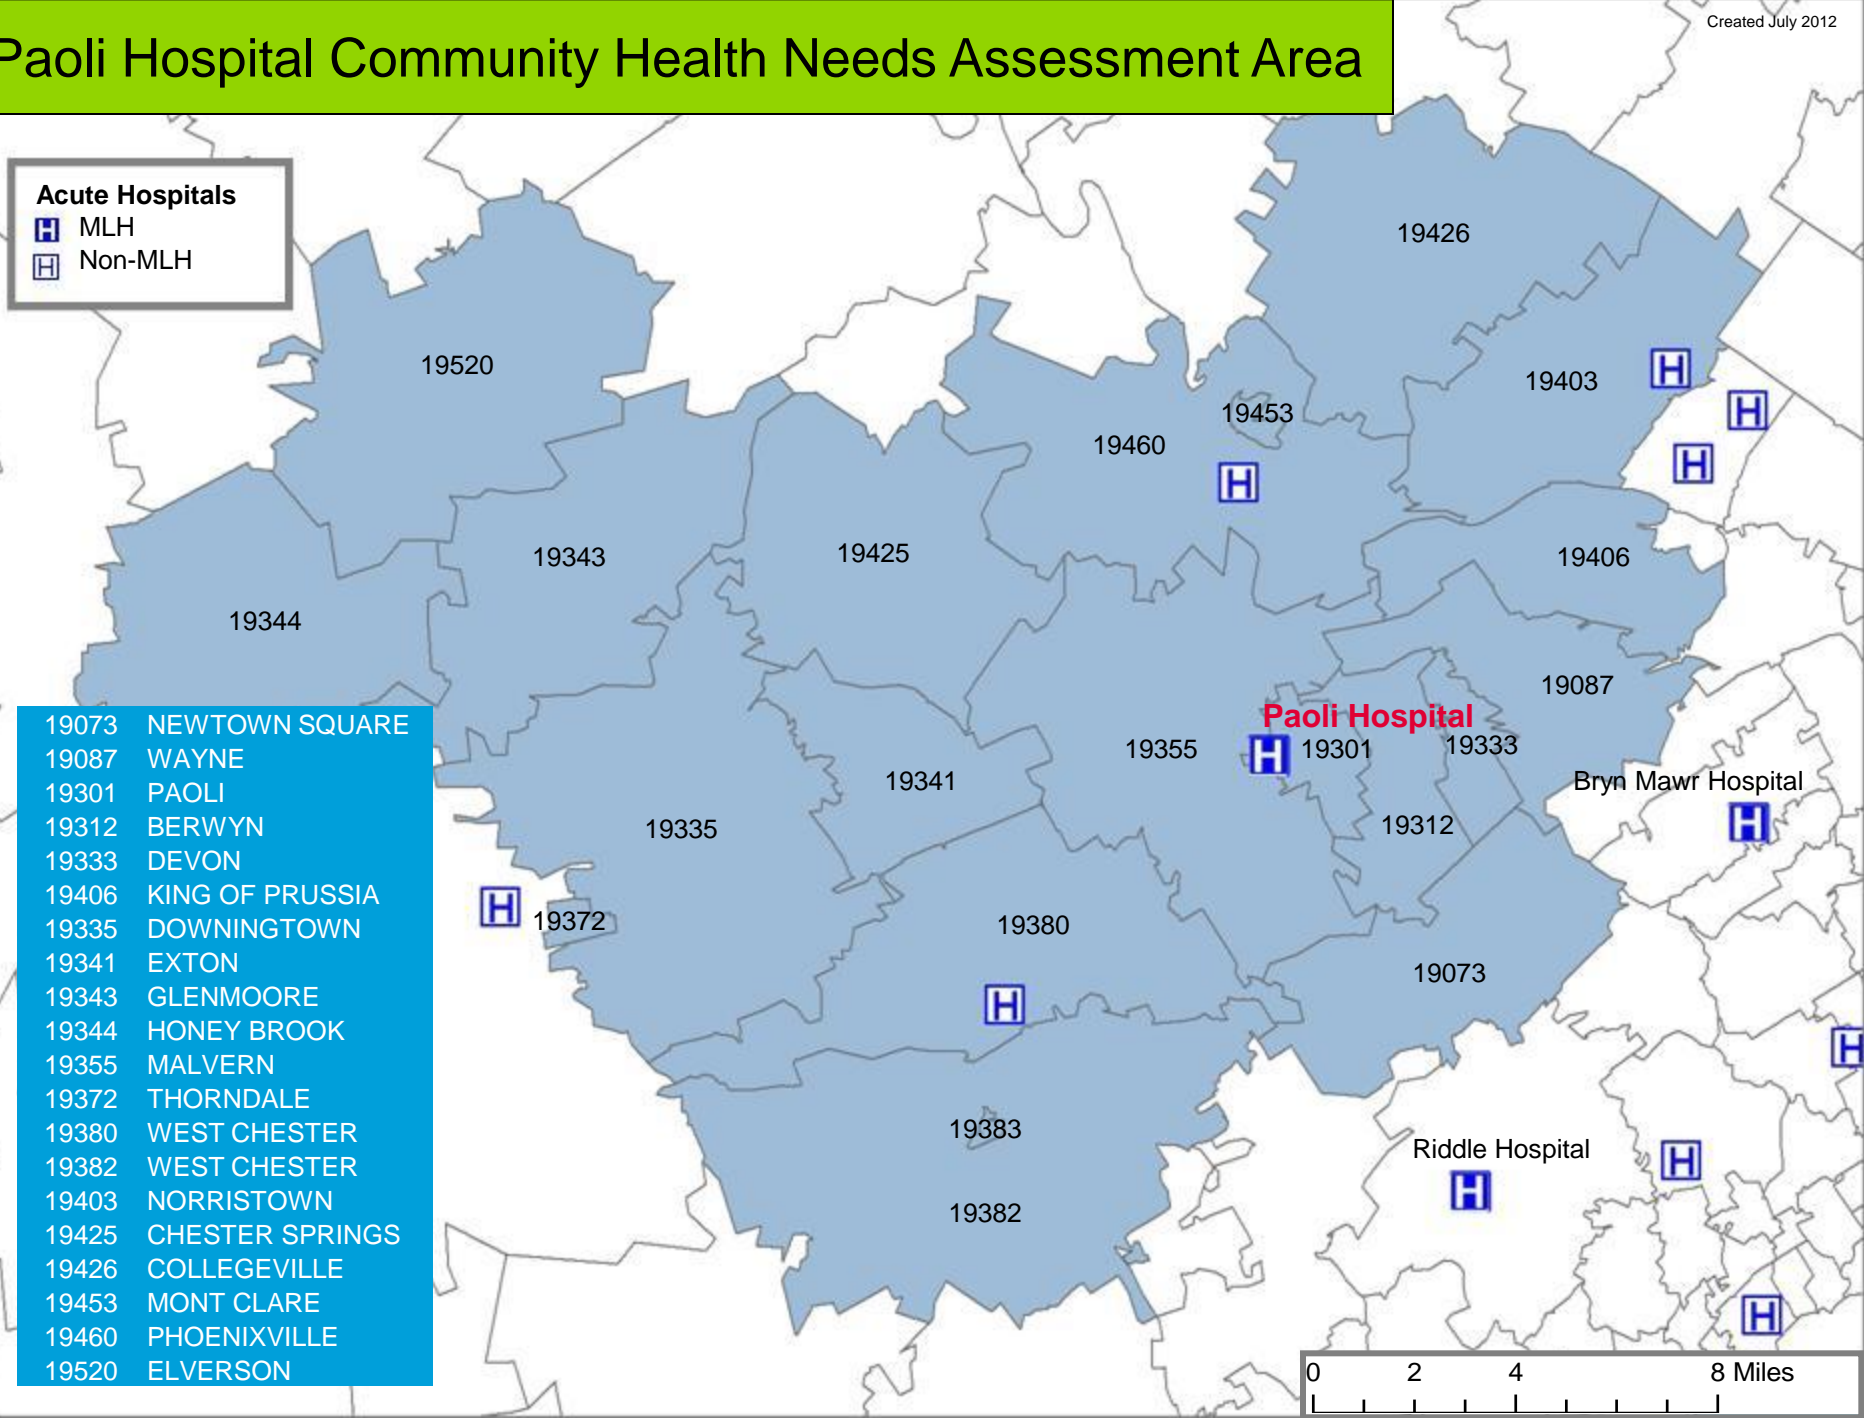 Created July 2012
Paoli Hospital Community Health Needs Assessment Area
Acute Hospitals
H MLH
H Non-MLH
19426
19520
19403
H
H
19453
19460
H
H
19343
19425
19406
19344
19087
Paoli Hospital
19355
H
19301
19333
19341
Bryn Mawr Hospital
H
19335
19312
H
19372
19380
19073
H
H
19383
Riddle Hospital
H
H
19382
H
19073 NEWTOWN SQUARE
19087 WAYNE
19301 PAOLI
19312 BERWYN
19333 DEVON
19406 KING OF PRUSSIA
19335 DOWNINGTOWN
19341 EXTON
19343 GLENMOORE
19344 HONEY BROOK
19355 MALVERN
19372 THORNDALE
19380 WEST CHESTER
19382 WEST CHESTER
19403 NORRISTOWN
19425 CHESTER SPRINGS
19426 COLLEGEVILLE
19453 MONT CLARE
19460 PHOENIXVILLE
19520 ELVERSON
0 2 4 8 Miles